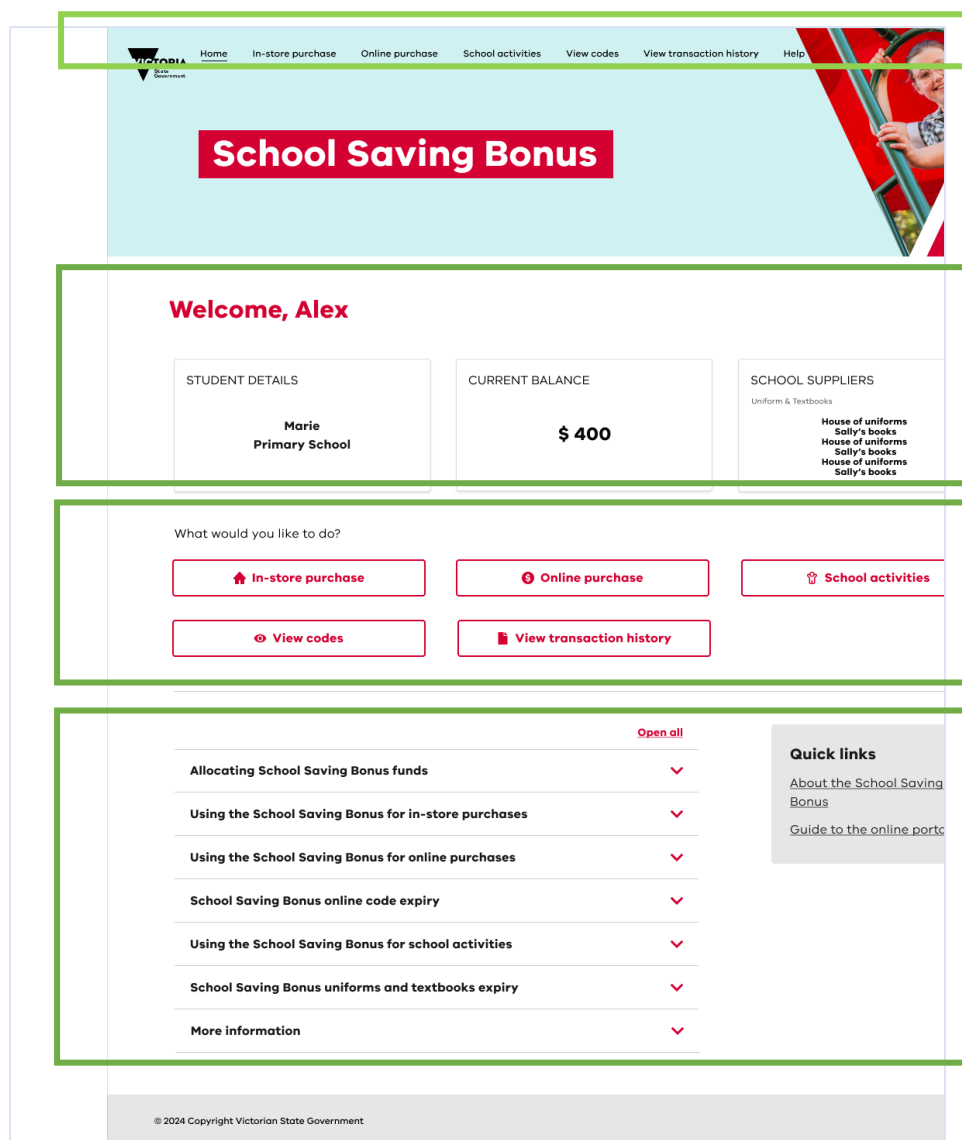 VICTORIA
State
Government
Home In-store purchase Online purchase School activities View codes View transaction history Help
School Saving Bonus
Welcome, Alex
STUDENT DETAILS
Marie
Primary School
CURRENT BALANCE
$ 400
SCHOOL SUPPLIERS
Uniform & Textbooks
House of uniforms
Sally's books
House of uniforms
Sally's books
House of uniforms
Sally's books
What would you like to do?
In-store purchase
Online purchase
School activities
View codes
View transaction history
Open all
Allocating School Saving Bonus funds
Using the School Saving Bonus for in-store purchases
Using the School Saving Bonus for online purchases
School Saving Bonus online code expiry
Using the School Saving Bonus for school activities
School Saving Bonus uniforms and textbooks expiry
More information
Quick links
About the School Saving
Bonus
Guide to the online
© 2024 Copyright Victorian State Government